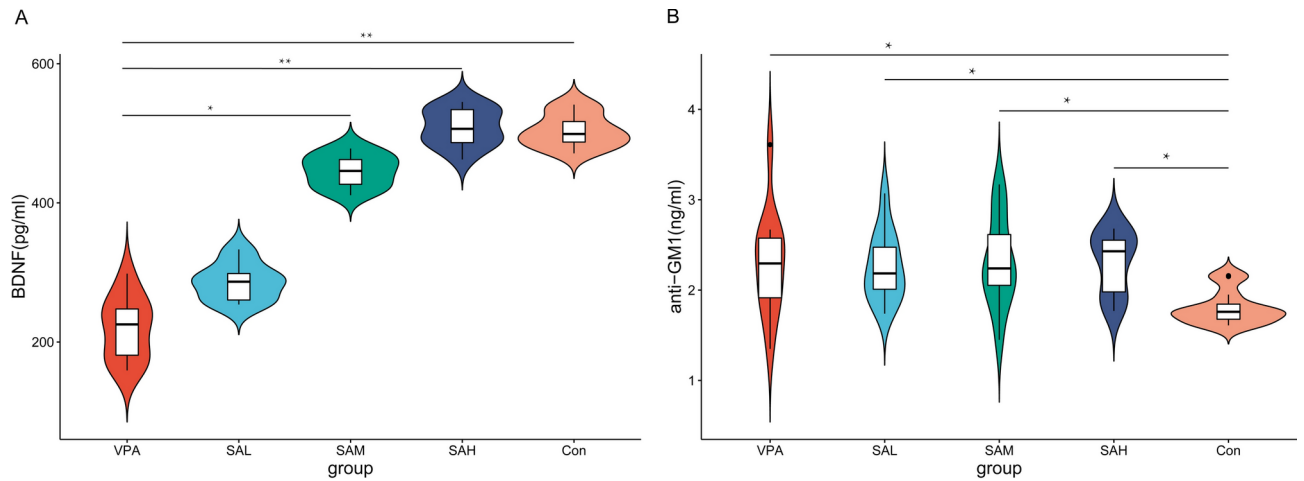 A
**
**
*
600
400
200
BDNF(pg/ml)
VPA SAL SAM SAH Con
group
B
*
*
*
*
4
3
2
1
anti-GM1(ng/ml)
VPA SAL SAM SAH Con
group